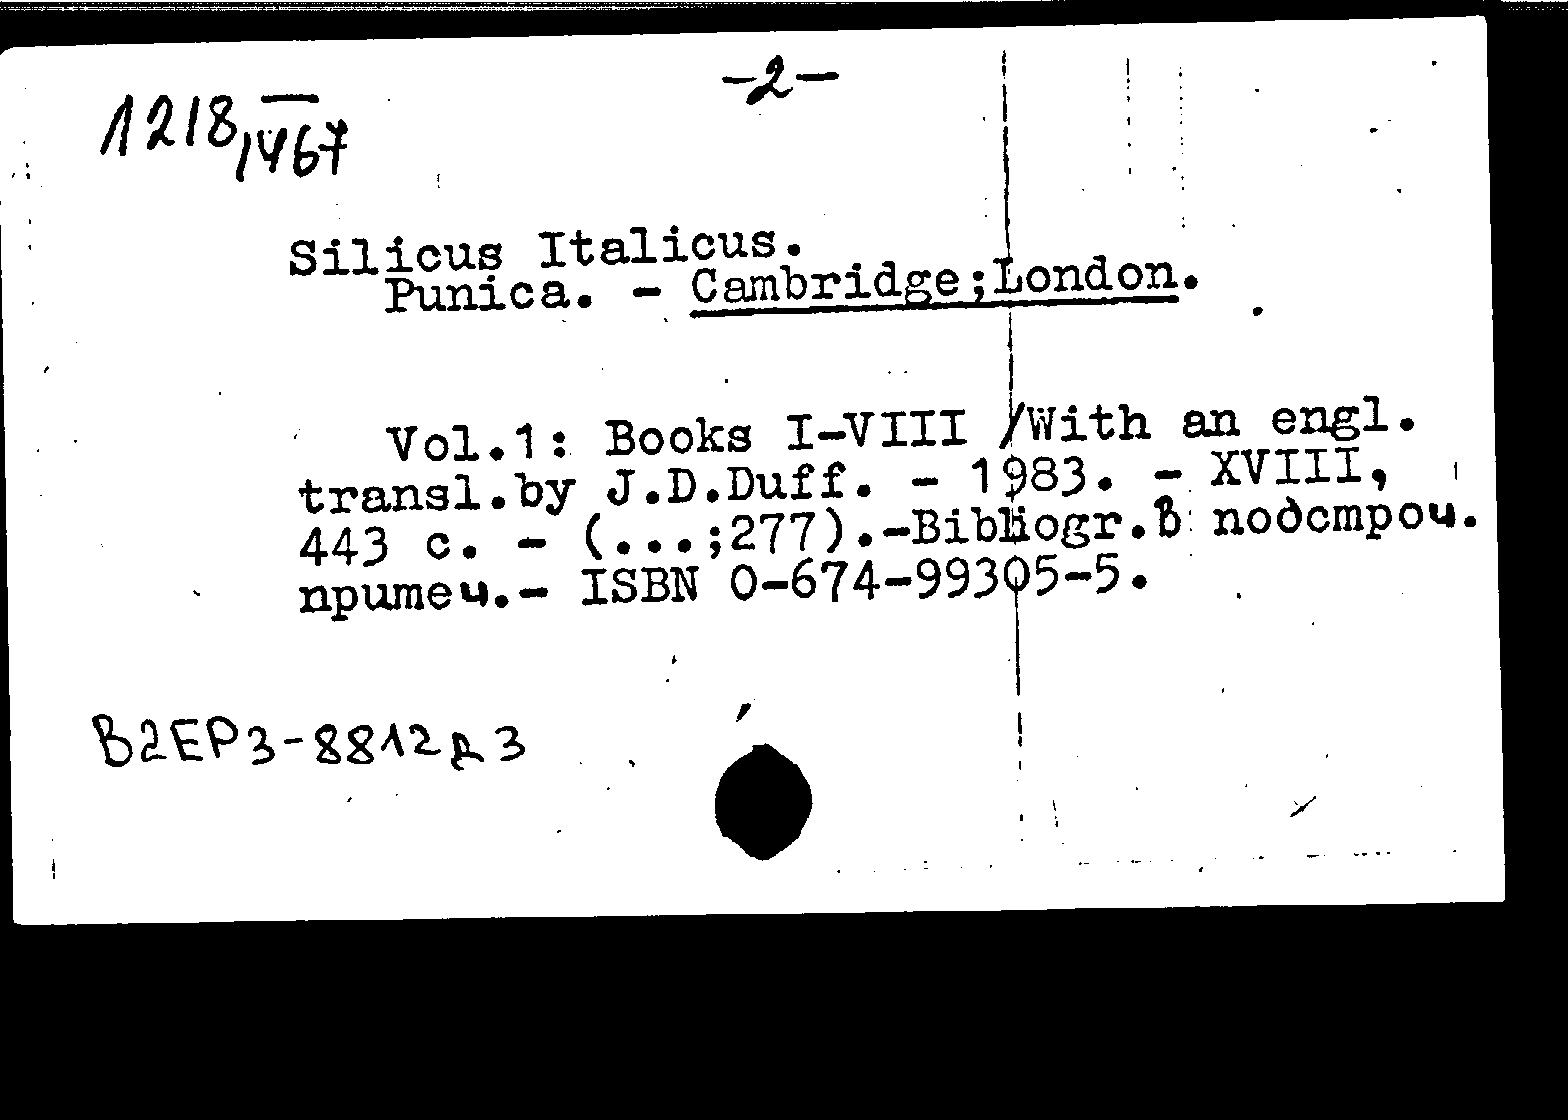 -2-
1218/1467
Silicus Italicus.
Punica. - Cambridge;London.
Vol.1: Books I-VIII /With an engl.
transl.by J.D.Duff. - 1983. - XVIII,
443 c. - (...;277).-Bibliogr.в подстроч.
примеч.- ISBN 0-674-99305-5.
В2ЕР3-8812д3